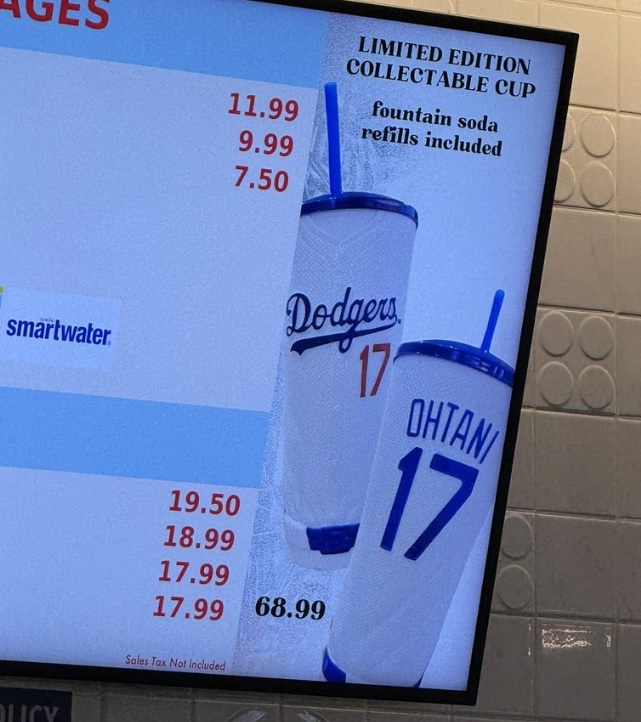 AGES
11.99
9.99
7.50
smartwater
19.50
18.99
17.99
17.99
Sales Tax Not Included
LIMITED EDITION
COLLECTABLE CUP
fountain soda
refills included
Dodgers
17
OHTANI
17
68.99
OLICY